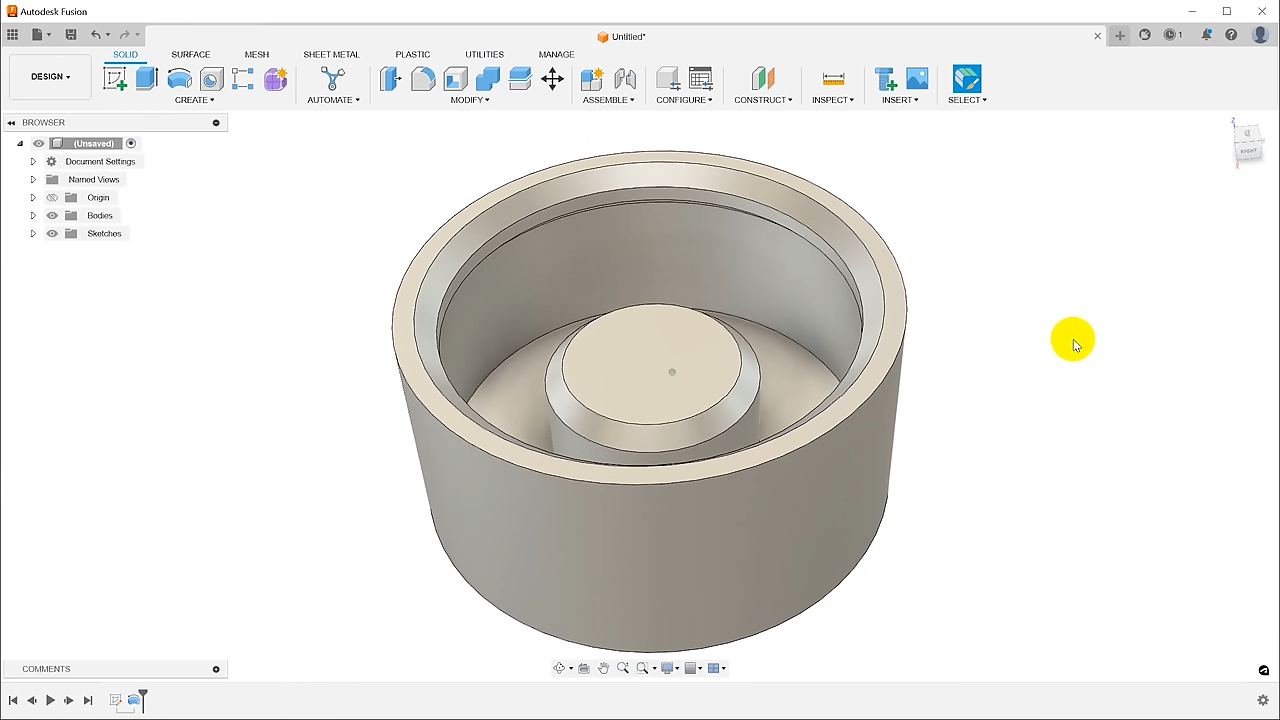 Autodesk Fusion
Untitled*
1
SOLID SURFACE MESH SHEET METAL PLASTIC UTILITIES MANAGE
DESIGN
CREATE AUTOMATE MODIFY ASSEMBLE CONFIGURE CONSTRUCT INSPECT INSERT SELECT
BROWSER
(Unsaved)
Document Settings
Named Views
Origin
Bodies
Sketches
Z
RIGHT
X
COMMENTS